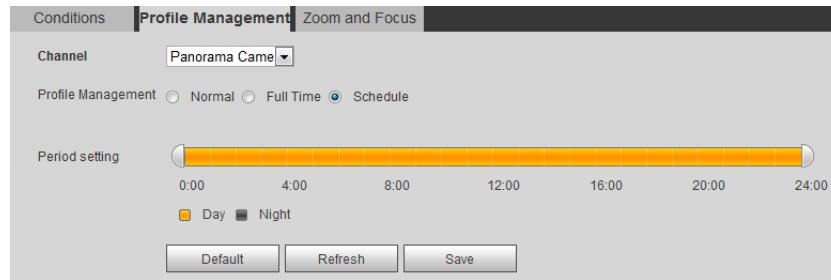 Conditions Profile Management Zoom and Focus
Channel Panorama Came
Profile Management Normal Full Time Schedule
Period setting
0:00 4:00 8:00 12:00 16:00 20:00 24:00
Day Night
Default Refresh Save